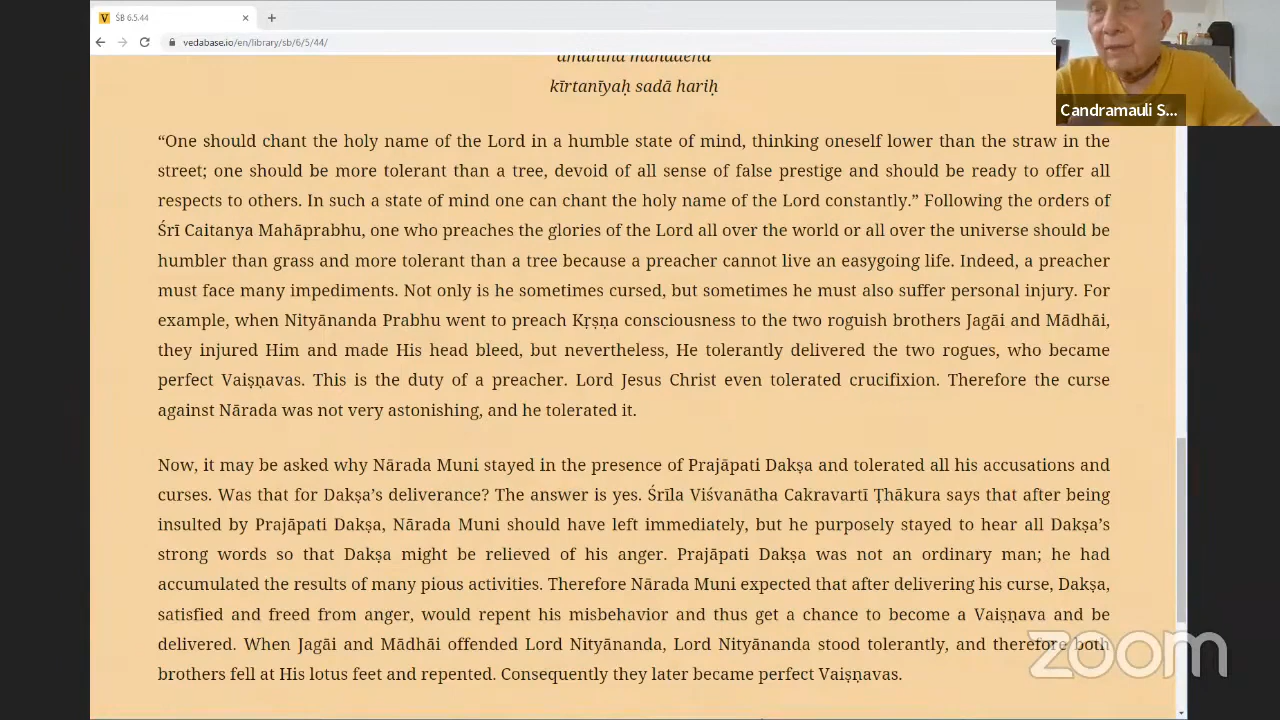 V ŚB 6.5.44
vedabase.io/en/library/sb/6/5/44/
amāninā mānadena
kīrtanīyaḥ sadā hariḥ
Candramauli S...
“One should chant the holy name of the Lord in a humble state of mind, thinking oneself lower than the straw in the
street; one should be more tolerant than a tree, devoid of all sense of false prestige and should be ready to offer all
respects to others. In such a state of mind one can chant the holy name of the Lord constantly.” Following the orders of
Śrī Caitanya Mahāprabhu, one who preaches the glories of the Lord all over the world or all over the universe should be
humbler than grass and more tolerant than a tree because a preacher cannot live an easygoing life. Indeed, a preacher
must face many impediments. Not only is he sometimes cursed, but sometimes he must also suffer personal injury. For
example, when Nityānanda Prabhu went to preach Kṛṣṇa consciousness to the two roguish brothers Jagāi and Mādhāi,
they injured Him and made His head bleed, but nevertheless, He tolerantly delivered the two rogues, who became
perfect Vaiṣṇavas. This is the duty of a preacher. Lord Jesus Christ even tolerated crucifixion. Therefore the curse
against Nārada was not very astonishing, and he tolerated it.
Now, it may be asked why Nārada Muni stayed in the presence of Prajāpati Dakṣa and tolerated all his accusations and
curses. Was that for Dakṣa’s deliverance? The answer is yes. Śrīla Viśvanātha Cakravartī Ṭhākura says that after being
insulted by Prajāpati Dakṣa, Nārada Muni should have left immediately, but he purposely stayed to hear all Dakṣa’s
strong words so that Dakṣa might be relieved of his anger. Prajāpati Dakṣa was not an ordinary man; he had
accumulated the results of many pious activities. Therefore Nārada Muni expected that after delivering his curse, Dakṣa,
satisfied and freed from anger, would repent his misbehavior and thus get a chance to become a Vaiṣṇava and be
delivered. When Jagāi and Mādhāi offended Lord Nityānanda, Lord Nityānanda stood tolerantly, and therefore both
brothers fell at His lotus feet and repented. Consequently they later became perfect Vaiṣṇavas.
zoom